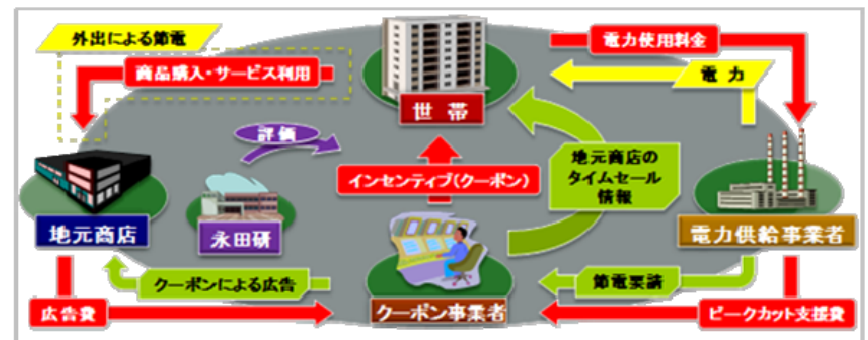 外出による節電
商品購入・サービス利用
世帯
電力使用料金
電力
評価
インセンティブ(クーポン)
地元商店の
タイムセール
情報
地元商店
永田研
電力供給事業者
クーポンによる広告
節電要請
広告費
クーポン事業者
ピークカット支援費